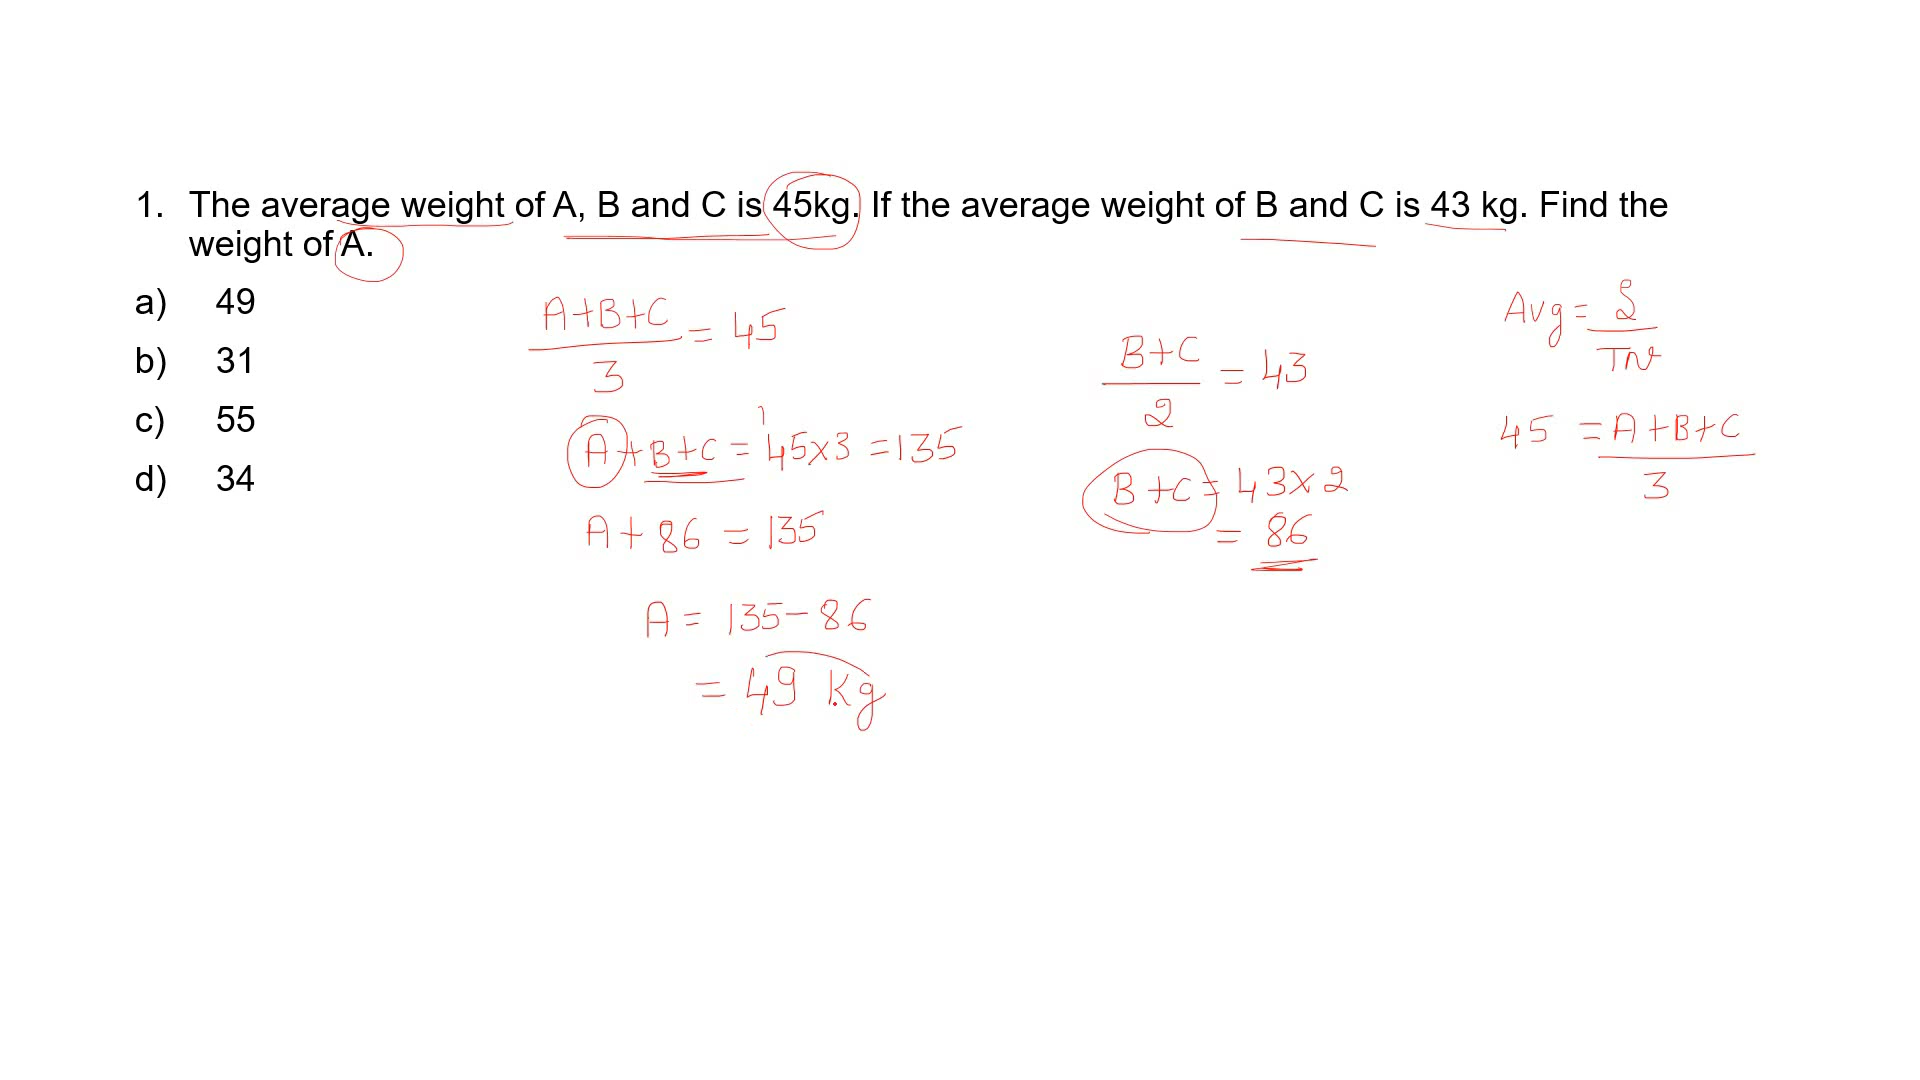 1. The average weight of A, B and C is 45kg. If the average weight of B and C is 43 kg. Find the
weight of A.
a) 49
b) 31
c) 55
d) 34
A+B+C
3
= 45
A+B+C = 45x3 = 135
A+ 86 = 135
A = 135-86
= 49 Kg
B+C
2
= 43
B+C = 43x2
= 86
Avg = S
TN
45 = A+B+C
3